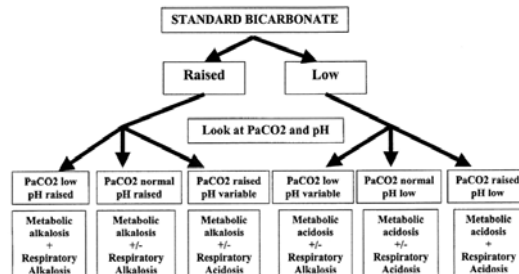 STANDARD BICARBONATE
Raised
Low
Look at PaCO2 and pH
PaCO2 low
pH raised
PaCO2 normal
pH raised
PaCO2 raised
pH variable
PaCO2 low
pH variable
PaCO2 normal
pH low
PaCO2 raised
pH low
Metabolic
alkalosis
+
Respiratory
Alkalosis
Metabolic
alkalosis
+/-
Respiratory
Alkalosis
Metabolic
alkalosis
+/-
Respiratory
Acidosis
Metabolic
acidosis
+/-
Respiratory
Alkalosis
Metabolic
acidosis
+/-
Respiratory
Acidosis
Metabolic
acidosis
+
Respiratory
Acidosis